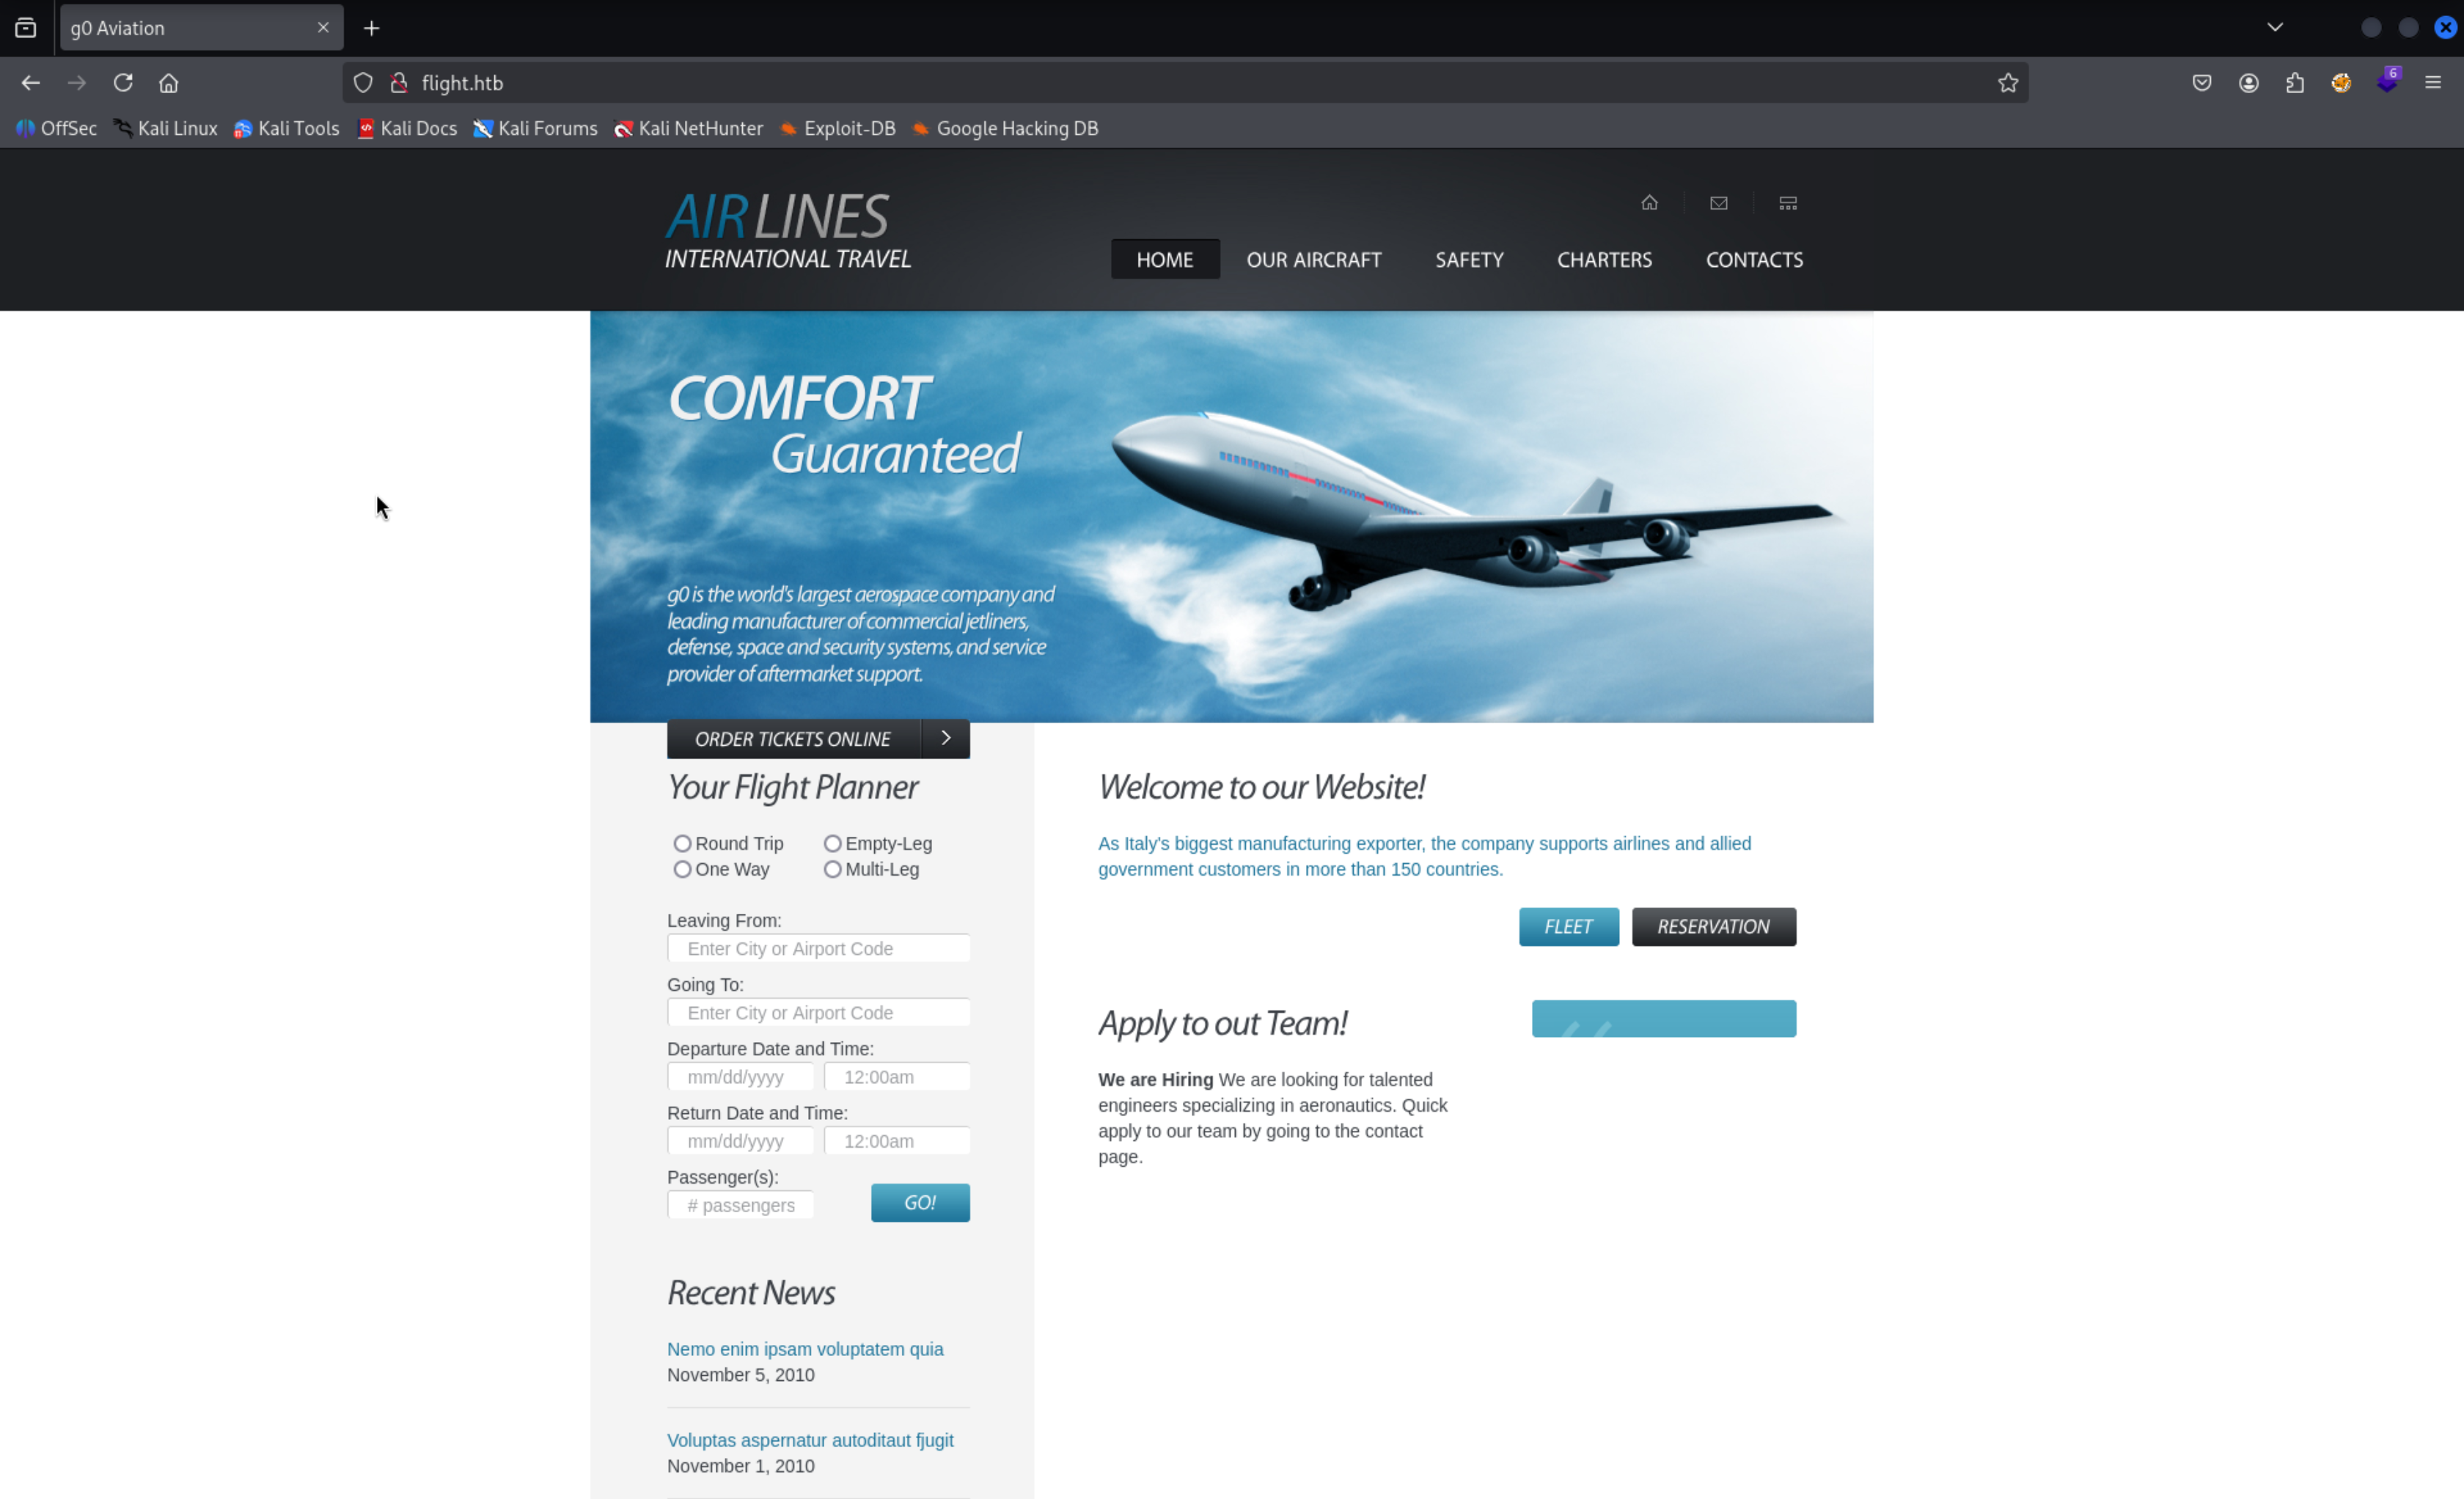 g0 Aviation
flight.htb
6
OffSec Kali Linux Kali Tools Kali Docs Kali Forums Kali NetHunter Exploit-DB Google Hacking DB
AIRLINES
INTERNATIONAL TRAVEL
HOME OUR AIRCRAFT SAFETY CHARTERS CONTACTS
COMFORT
Guaranteed
g0 is the world's largest aerospace company and
leading manufacturer of commercial jetliners,
defense, space and security systems, and service
provider of aftermarket support.
ORDER TICKETS ONLINE
Your Flight Planner
Round Trip Empty-Leg
One Way Multi-Leg
Leaving From:
Enter City or Airport Code
Going To:
Enter City or Airport Code
Departure Date and Time:
mm/dd/yyyy 12:00am
Return Date and Time:
mm/dd/yyyy 12:00am
Passenger(s):
# passengers GO!
Recent News
Nemo enim ipsam voluptatem quia
November 5, 2010
Voluptas aspernatur autoditaut fjugit
November 1, 2010
Welcome to our Website!
As Italy's biggest manufacturing exporter, the company supports airlines and allied
government customers in more than 150 countries.
FLEET RESERVATION
Apply to out Team!
We are Hiring We are looking for talented
engineers specializing in aeronautics. Quick
apply to our team by going to the contact
page.